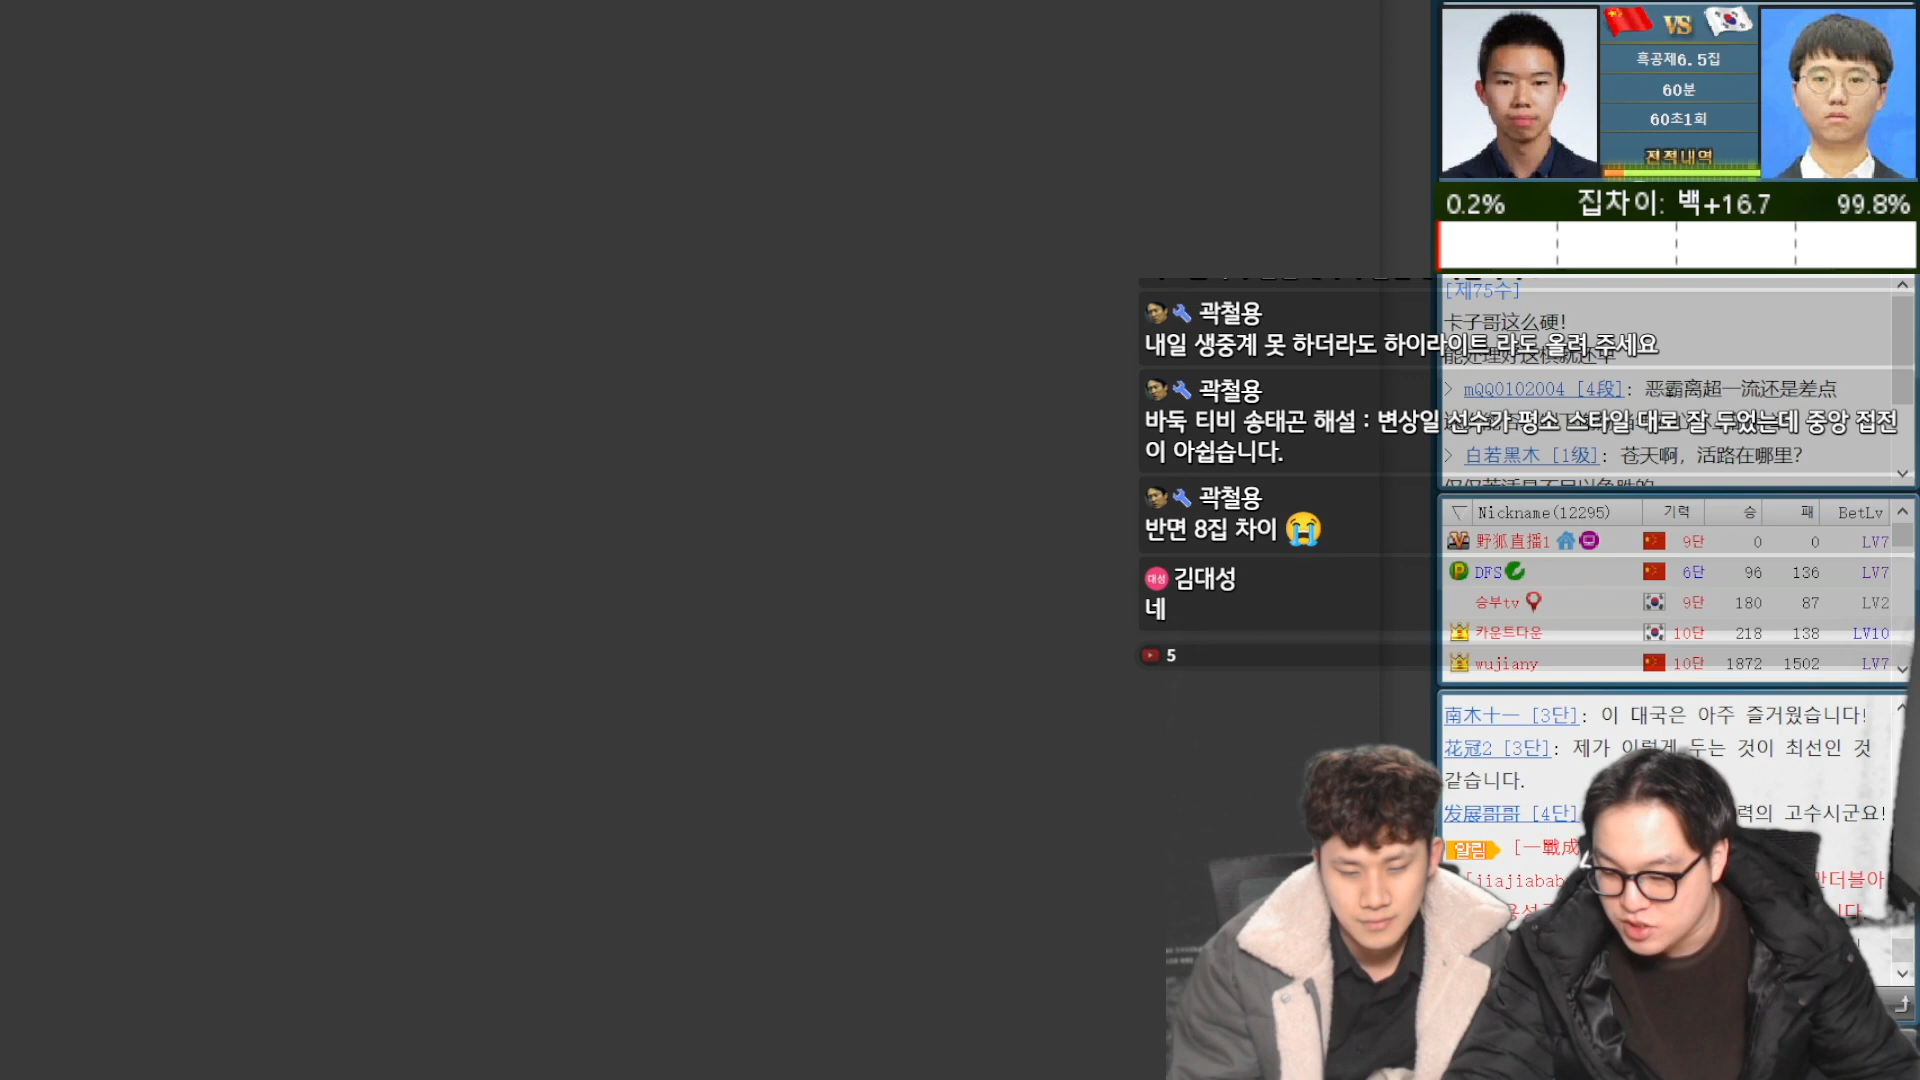 VS
흑공제6.5집
60분
60초1회
전적내역
0.2% 집차이: 백+16.7 99.8%
[제75수]
卡子哥这么硬!
곽철용
내일 생중계 못 하더라도 하이라이트 라도 올려 주세요
> mQQ0102004 [4段]: 恶霸离超一流还是差点
곽철용
바둑 티비 송태곤 해설 : 변상일 선수가 평소 스타일 대로 잘 두었는데 중앙 접전
이 아쉽습니다.
> 白若黑木 [1级]: 苍天啊, 活路在哪里?
곽철용
반면 8집 차이 😭
김대성
네
5
Nickname(12295) 기력 승 패 BetLv
野狐直播1 9단 0 0 LV7
DFS 6단 96 136 LV7
승부tv 9단 180 87 LV2
카운트다운 10단 218 138 LV10
wujiany 10단 1872 1502 LV7
南木十一 [3단]: 이 대국은 아주 즐거웠습니다!
花冠2 [3단]: 제가 이렇게 두는 것이 최선인 것
같습니다.
发展哥哥 [4단] 력의 고수시군요!
알림 [一戰成
[jiajiabab 만더블아